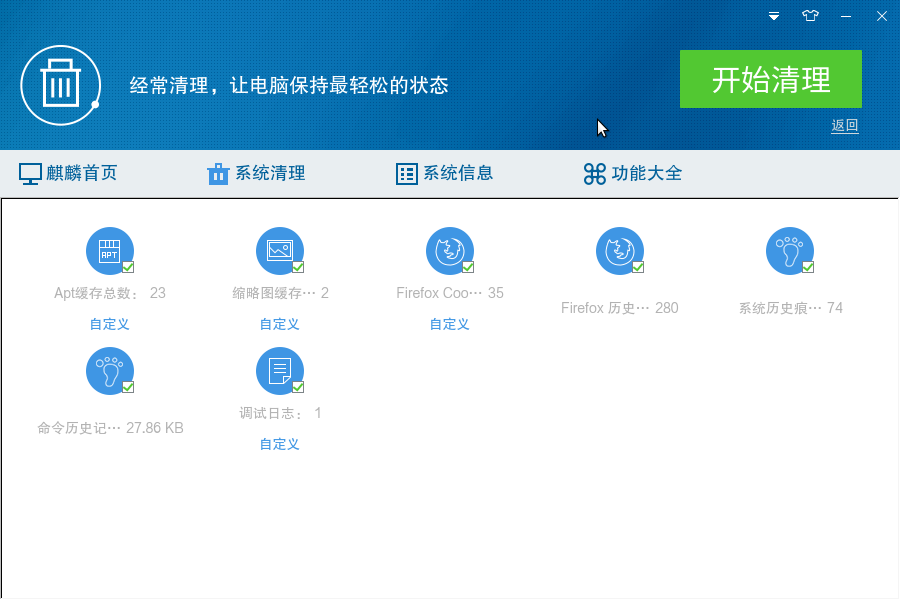 经常清理，让电脑保持最轻松的状态
开始清理
返回
麒麟首页
系统清理
系统信息
功能大全
APT
Apt缓存总数： 23
缩略图缓存… 2
Firefox Coo… 35
Firefox 历史… 280
系统历史痕… 74
自定义
自定义
自定义
命令历史记… 27.86 KB
调试日志： 1
自定义